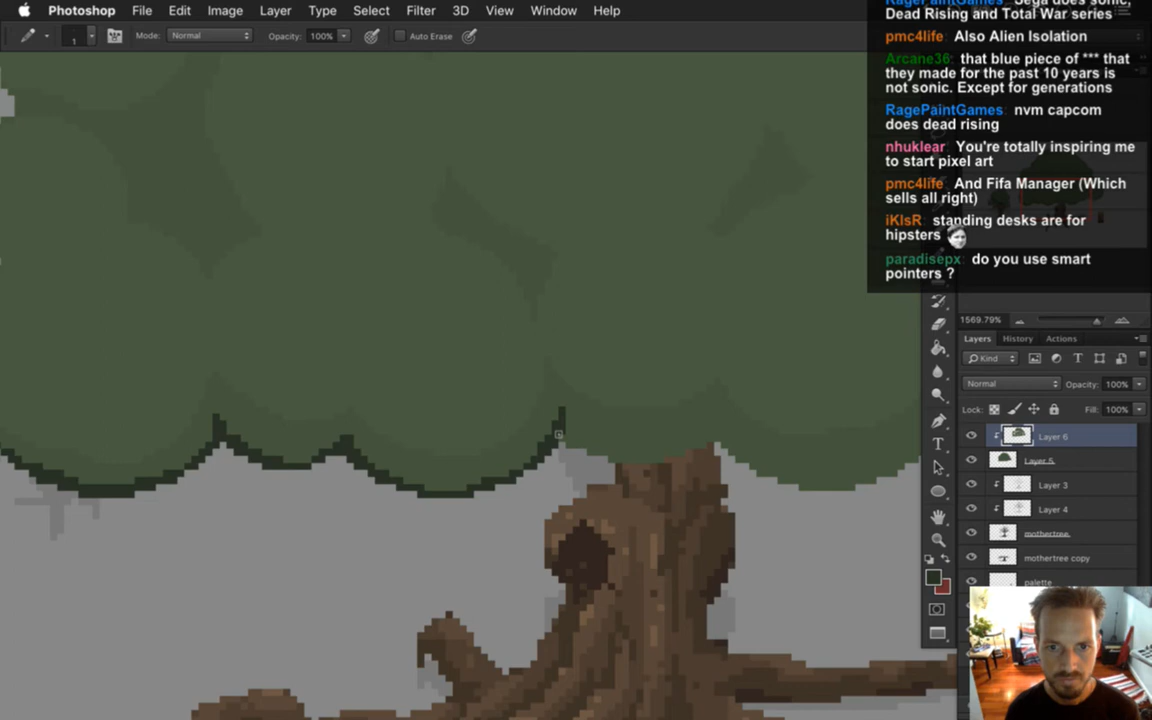 Photoshop File Edit Image Layer Type Select Filter 3D View Window Help
1 Mode: Normal Opacity: 100% Auto Erase
Dead Rising and Total War series
pmc4life: Also Alien Isolation
Arcane36: that blue piece of *** that
they made for the past 10 years is
not sonic. Except for generations
RagePaintGames: nvm capcom
does dead rising
nhuklear: You're totally inspiring me
to start pixel art
pmc4life: And Fifa Manager (Which
sells all right)
iKlsR: standing desks are for
hipsters
paradisepx: do you use smart
pointers ?
1569.79%
Layers History Actions
Kind
Normal Opacity: 100%
Lock: Fill: 100%
Layer 6
Layer 5
Layer 3
Layer 4
mothertree
mothertree copy
palette